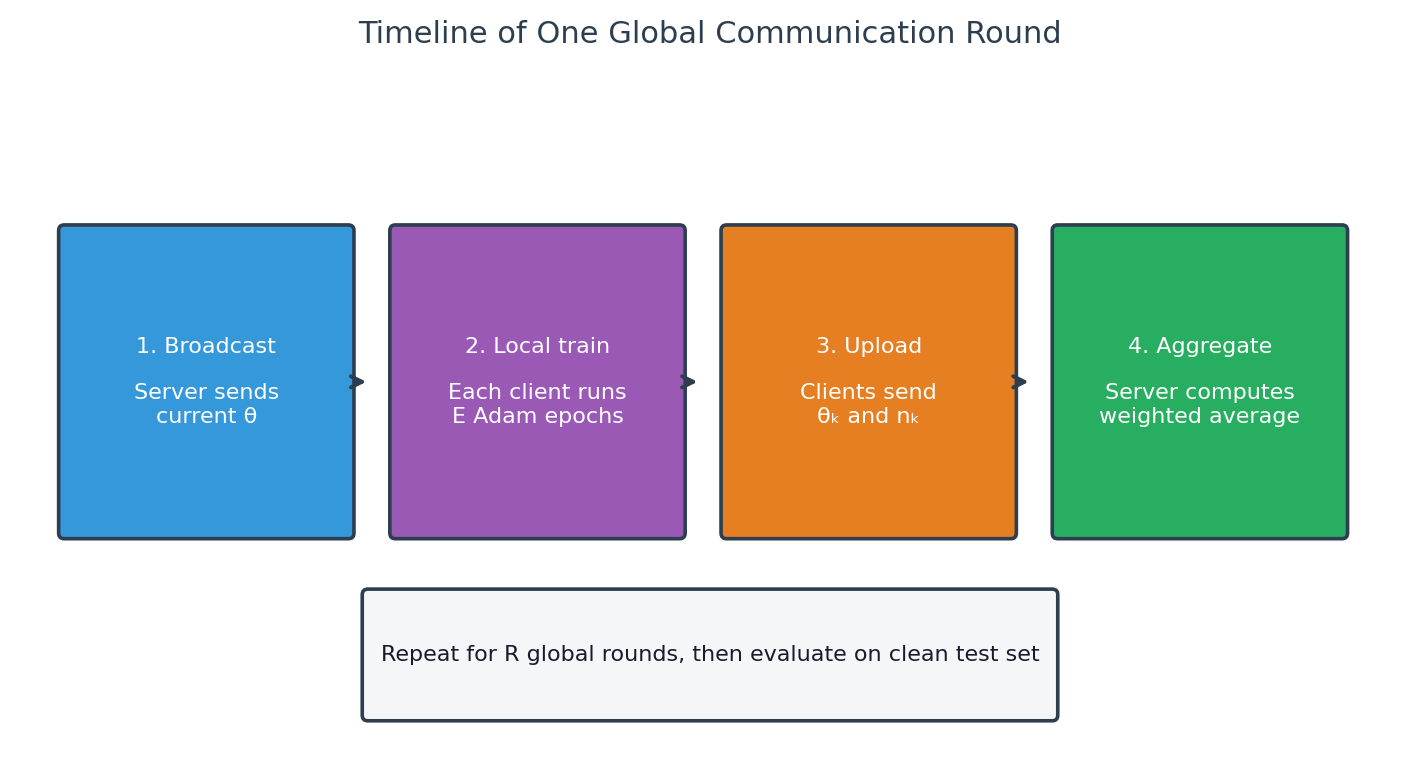 Timeline of One Global Communication Round
1. Broadcast
Server sends
current θ
2. Local train
Each client runs
E Adam epochs
3. Upload
Clients send
θₖ and nₖ
4. Aggregate
Server computes
weighted average
Repeat for R global rounds, then evaluate on clean test set